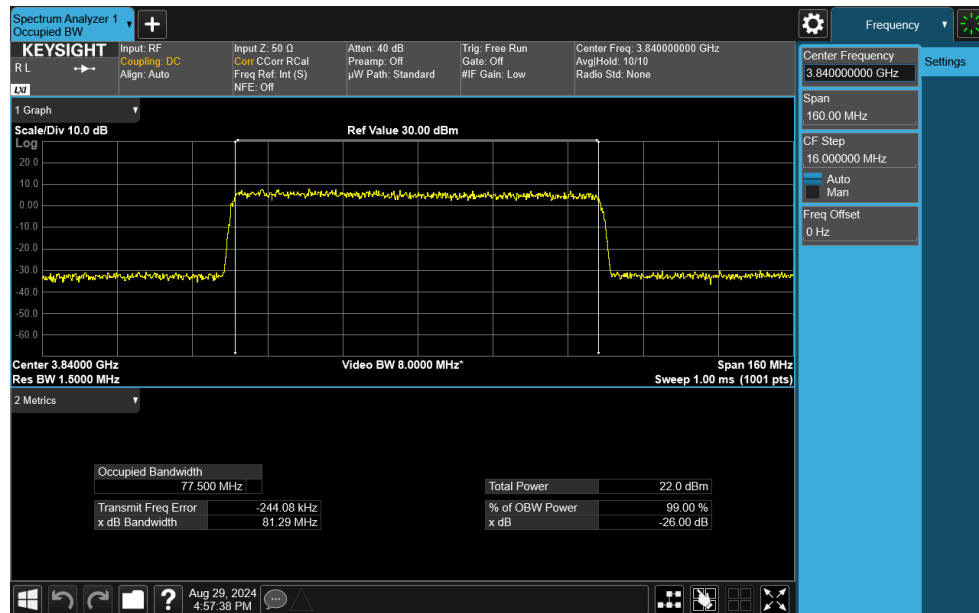 Spectrum Analyzer 1
Occupied BW
Frequency
KEYSIGHT
R L
LXI
Input: RF
Coupling: DC
Align: Auto
Input Z: 50 Ω
Corr CCorr RCal
Freq Ref: Int (S)
NFE: Off
Atten: 40 dB
Preamp: Off
µW Path: Standard
Trig: Free Run
Gate: Off
#IF Gain: Low
Center Freq: 3.840000000 GHz
Avg|Hold: 10/10
Radio Std: None
Center Frequency
3.840000000 GHz
Settings
Span
160.00 MHz
CF Step
16.000000 MHz
Auto
Man
Freq Offset
0 Hz
1 Graph
Scale/Div 10.0 dB
Ref Value 30.00 dBm
Log
20.0
10.0
0.00
-10.0
-20.0
-30.0
-40.0
-50.0
-60.0
Center 3.84000 GHz
Video BW 8.0000 MHz*
Span 160 MHz
Res BW 1.5000 MHz
Sweep 1.00 ms (1001 pts)
2 Metrics
Occupied Bandwidth
77.500 MHz
Total Power 22.0 dBm
Transmit Freq Error -244.08 kHz
% of OBW Power 99.00 %
x dB Bandwidth 81.29 MHz
x dB -26.00 dB
?
Aug 29, 2024
4:57:38 PM